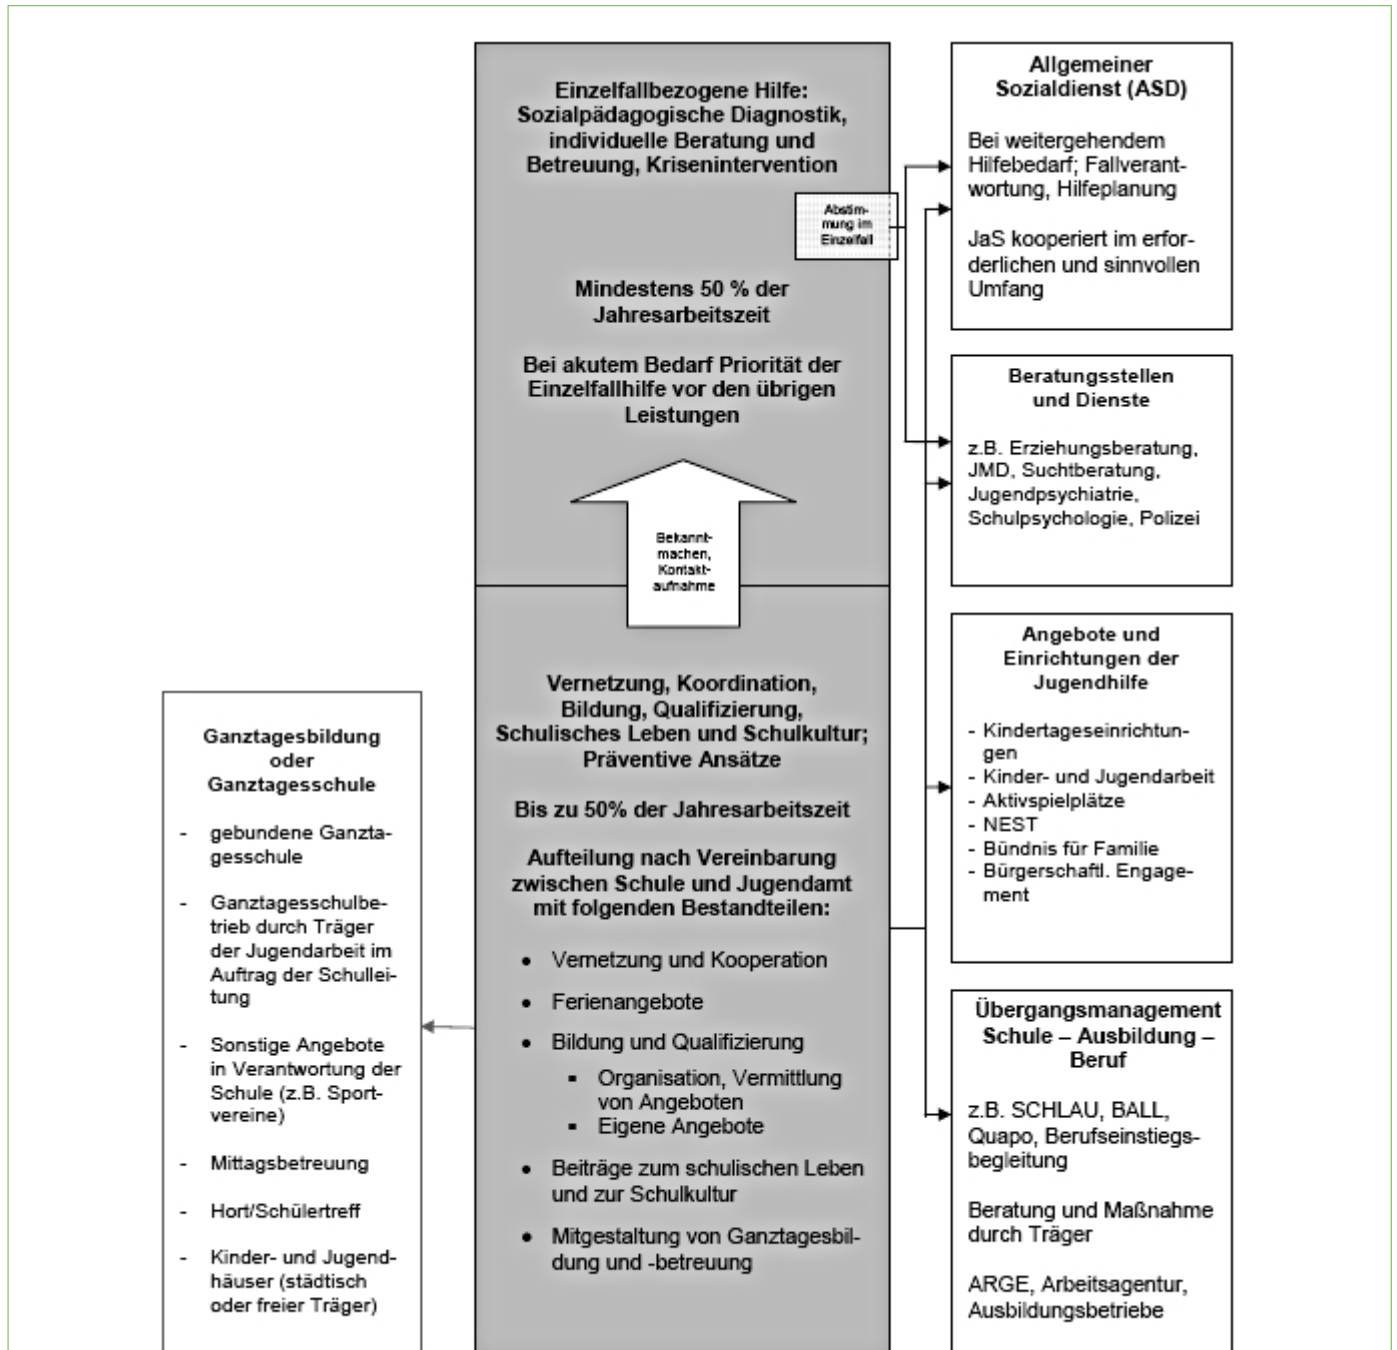 Einzelfallbezogene Hilfe:
Sozialpädagogische Diagnostik,
individuelle Beratung und
Betreuung, Krisenintervention
Abstim-
mung im
Einzelfall
Mindestens 50 % der
Jahresarbeitszeit
Bei akutem Bedarf Priorität der
Einzelfallhilfe vor den übrigen
Leistungen
Bekannt-
machen,
Kontakt-
aufnahme
Vernetzung, Koordination,
Bildung, Qualifizierung,
Schulisches Leben und Schulkultur;
Präventive Ansätze
Bis zu 50% der Jahresarbeitszeit
Aufteilung nach Vereinbarung
zwischen Schule und Jugendamt
mit folgenden Bestandteilen:
• Vernetzung und Kooperation
• Ferienangebote
• Bildung und Qualifizierung
▪ Organisation, Vermittlung
von Angeboten
▪ Eigene Angebote
• Beiträge zum schulischen Leben
und zur Schulkultur
• Mitgestaltung von Ganztagesbil-
dung und -betreuung
Ganztagesbildung
oder
Ganztagesschule
- gebundene Ganzta-
gesschule
- Ganztagesschulbe-
trieb durch Träger
der Jugendarbeit im
Auftrag der Schullei-
tung
- Sonstige Angebote
in Verantwortung der
Schule (z.B. Sport-
vereine)
- Mittagsbetreuung
- Hort/Schülertreff
- Kinder- und Jugend-
häuser (städtisch
oder freier Träger)
Allgemeiner
Sozialdienst (ASD)
Bei weitergehendem
Hilfebedarf; Fallverant-
wortung, Hilfeplanung
JaS kooperiert im erfor-
derlichen und sinnvollen
Umfang
Beratungsstellen
und Dienste
z.B. Erziehungsberatung,
JMD, Suchtberatung,
Jugendpsychiatrie,
Schulpsychologie, Polizei
Angebote und
Einrichtungen der
Jugendhilfe
- Kindertageseinrichtun-
gen
- Kinder- und Jugendarbeit
- Aktivspielplätze
- NEST
- Bündnis für Familie
- Bürgerschaftl. Engage-
ment
Übergangsmanagement
Schule – Ausbildung –
Beruf
z.B. SCHLAU, BALL,
Quapo, Berufseinstiegs-
begleitung
Beratung und Maßnahme
durch Träger
ARGE, Arbeitsagentur,
Ausbildungsbetriebe